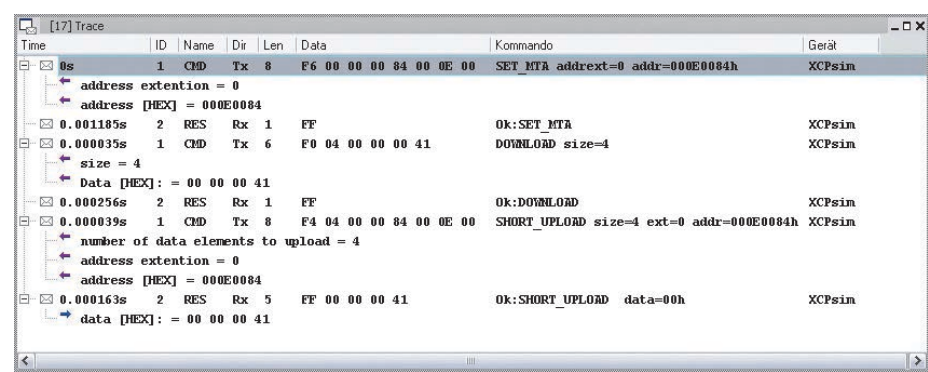 [17] Trace
Time ID Name Dir Len Data Kommando Gerät
0s 1 CMD Tx 8 F6 00 00 00 84 00 0E 00 SET_MTA addrext=0 addr=000E0084h XCPsim
address extention = 0
address [HEX] = 000E0084
0.001185s 2 RES Rx 1 FF Ok:SET_MTA XCPsim
0.000035s 1 CMD Tx 6 F0 04 00 00 00 41 DOWNLOAD size=4 XCPsim
size = 4
Data [HEX]: = 00 00 00 41
0.000256s 2 RES Rx 1 FF Ok:DOWNLOAD XCPsim
0.000039s 1 CMD Tx 8 F4 04 00 00 84 00 0E 00 SHORT_UPLOAD size=4 ext=0 addr=000E0084h XCPsim
number of data elements to upload = 4
address extention = 0
address [HEX] = 000E0084
0.000163s 2 RES Rx 5 FF 00 00 00 41 Ok:SHORT_UPLOAD data=00h XCPsim
data [HEX]: = 00 00 00 41